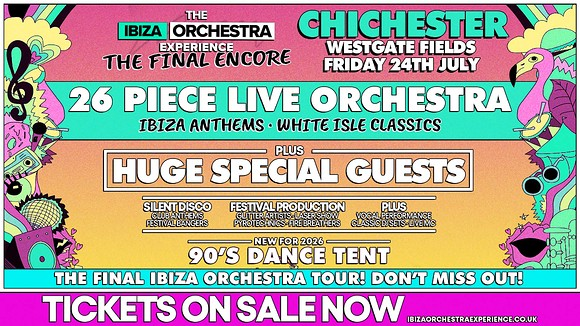 THE
IBIZA ORCHESTRA
EXPERIENCE
THE FINAL ENCORE
CHICHESTER
WESTGATE FIELDS
FRIDAY 24TH JULY
26 PIECE LIVE ORCHESTRA
IBIZA ANTHEMS · WHITE ISLE CLASSICS
PLUS
HUGE SPECIAL GUESTS
SILENT DISCO
CLUB ANTHEMS
FESTIVAL BANGERS
FESTIVAL PRODUCTION
GLITTER ARTISTS · LASER SHOW
PYROTECHNICS · FIRE BREATHERS
PLUS
VOCAL PERFORMANCE
CLASSIC DJ SETS · LIVE MC
NEW FOR 2026
90'S DANCE TENT
THE FINAL IBIZA ORCHESTRA TOUR! DON'T MISS OUT!
TICKETS ON SALE NOW
IBIZAORCHESTRAEXPERIENCE.CO.UK